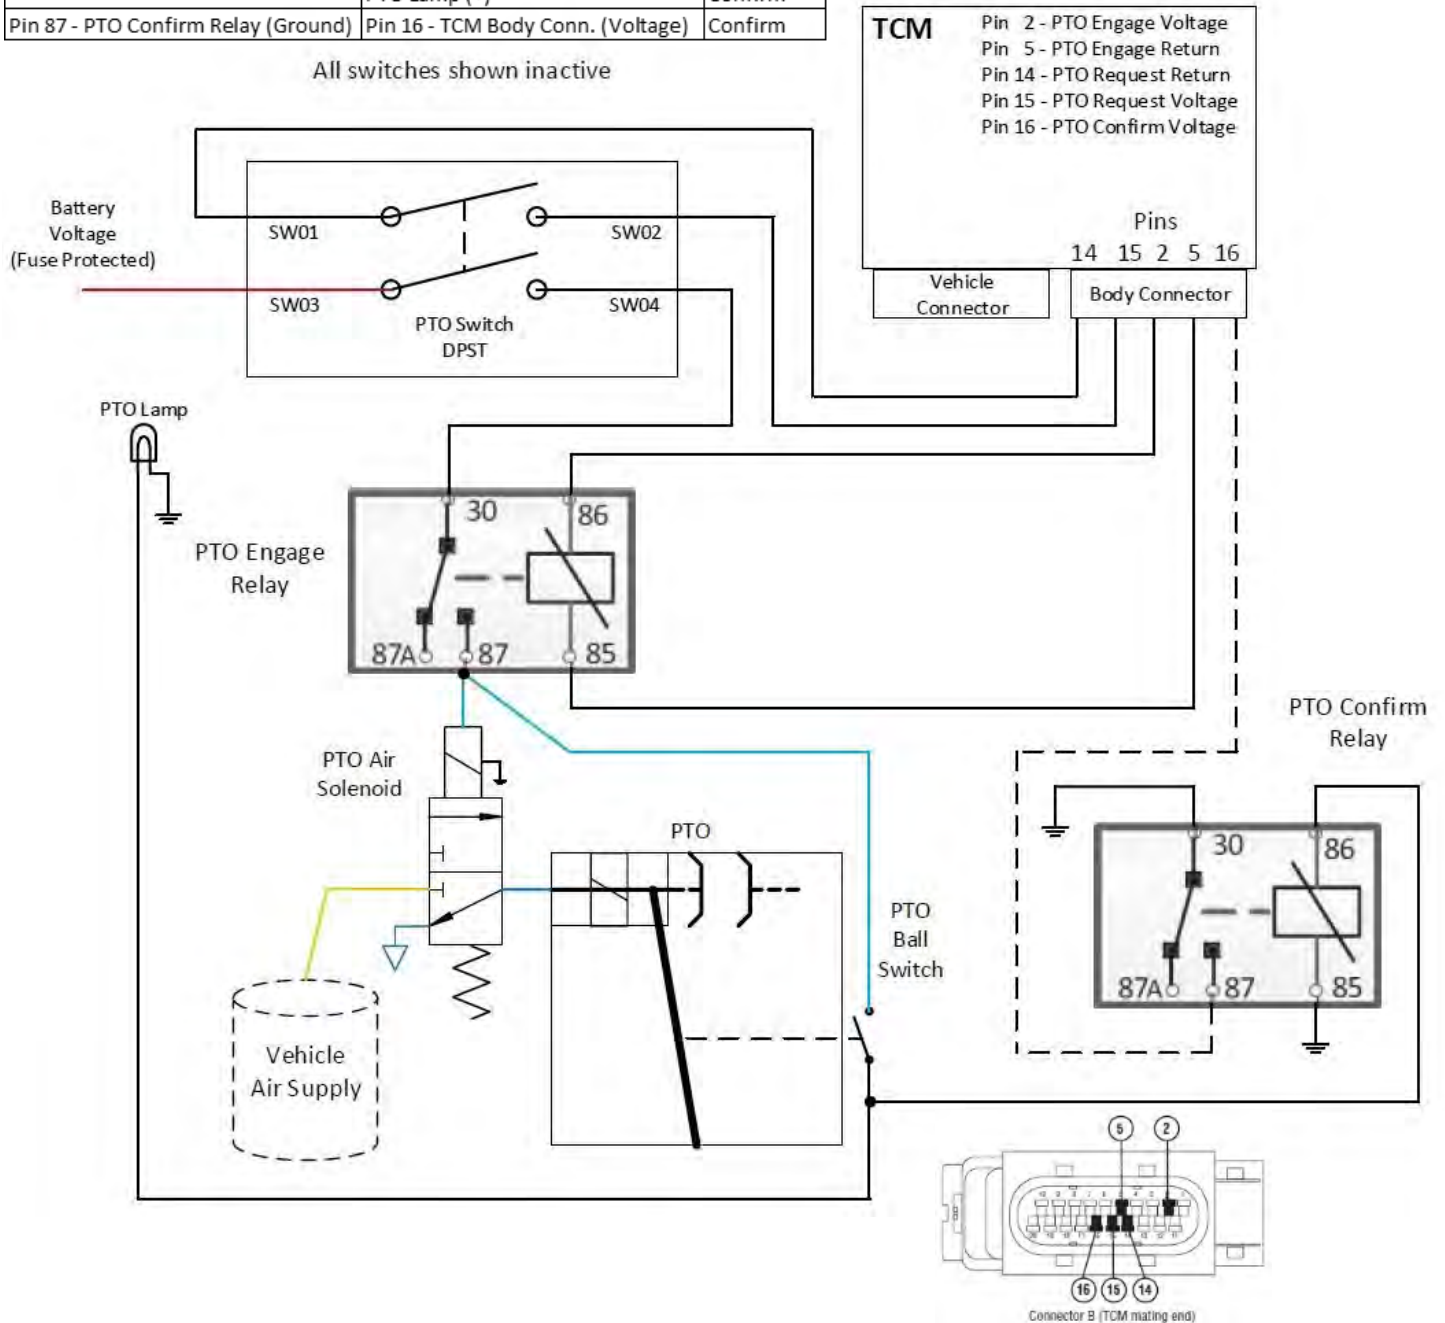 Confirm
Pin 87 - PTO Confirm Relay (Ground) Pin 16 - TCM Body Conn. (Voltage) Confirm
All switches shown inactive
TCM
Pin 2 - PTO Engage Voltage
Pin 5 - PTO Engage Return
Pin 14 - PTO Request Return
Pin 15 - PTO Request Voltage
Pin 16 - PTO Confirm Voltage
Pins
14 15 2 5 16
Vehicle
Connector
Body Connector
Battery
Voltage
(Fuse Protected)
SW01
SW02
SW03
SW04
PTO Switch
DPST
PTO Lamp
PTO Engage
Relay
30
86
87A
87
85
PTO Confirm
Relay
30
86
87A
87
85
PTO Air
Solenoid
PTO
PTO
Ball
Switch
Vehicle
Air Supply
5 2
16 15 14
Connector B (TCM mating end)